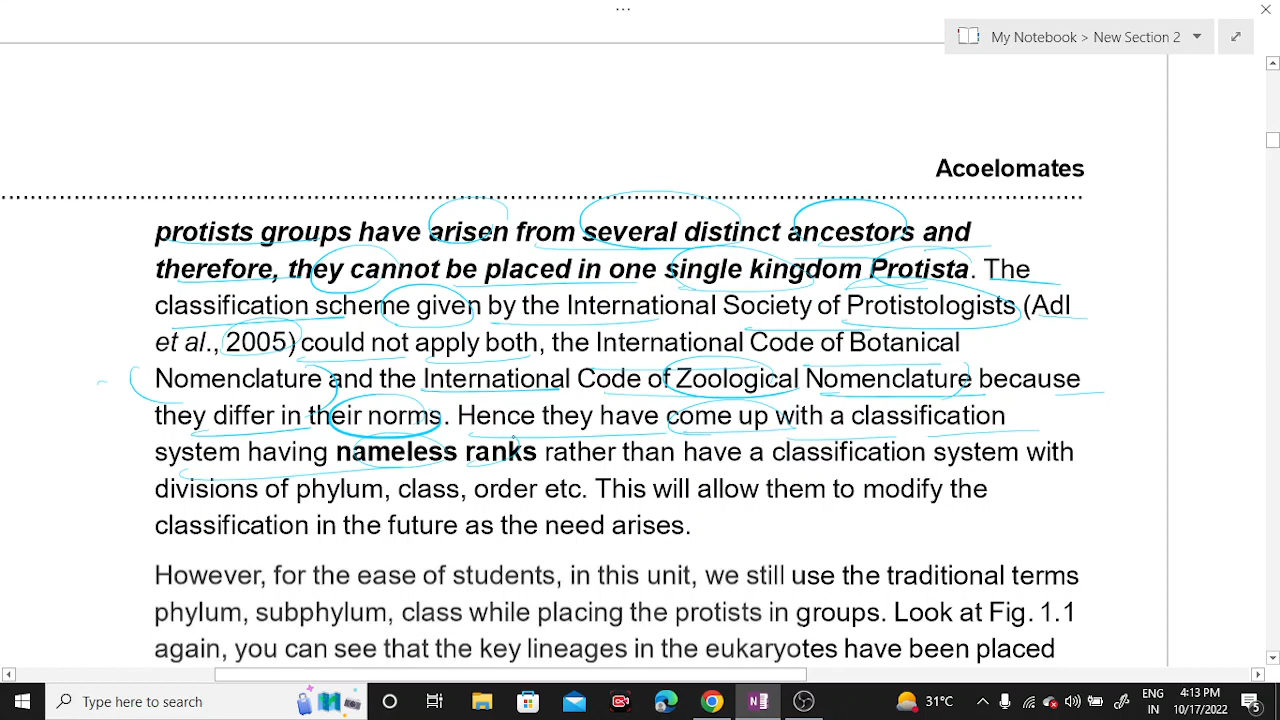 ...
My Notebook > New Section 2
Acoelomates
protists groups have arisen from several distinct ancestors and
therefore, they cannot be placed in one single kingdom Protista. The
classification scheme given by the International Society of Protistologists (Adl
et al., 2005) could not apply both, the International Code of Botanical
Nomenclature and the International Code of Zoological Nomenclature because
they differ in their norms. Hence they have come up with a classification
system having nameless ranks rather than have a classification system with
divisions of phylum, class, order etc. This will allow them to modify the
classification in the future as the need arises.
However, for the ease of students, in this unit, we still use the traditional terms
phylum, subphylum, class while placing the protists in groups. Look at Fig. 1.1
again, you can see that the key lineages in the eukaryotes have been placed
Type here to search
31°C
ENG
IN
4:13 PM
10/17/2022
5